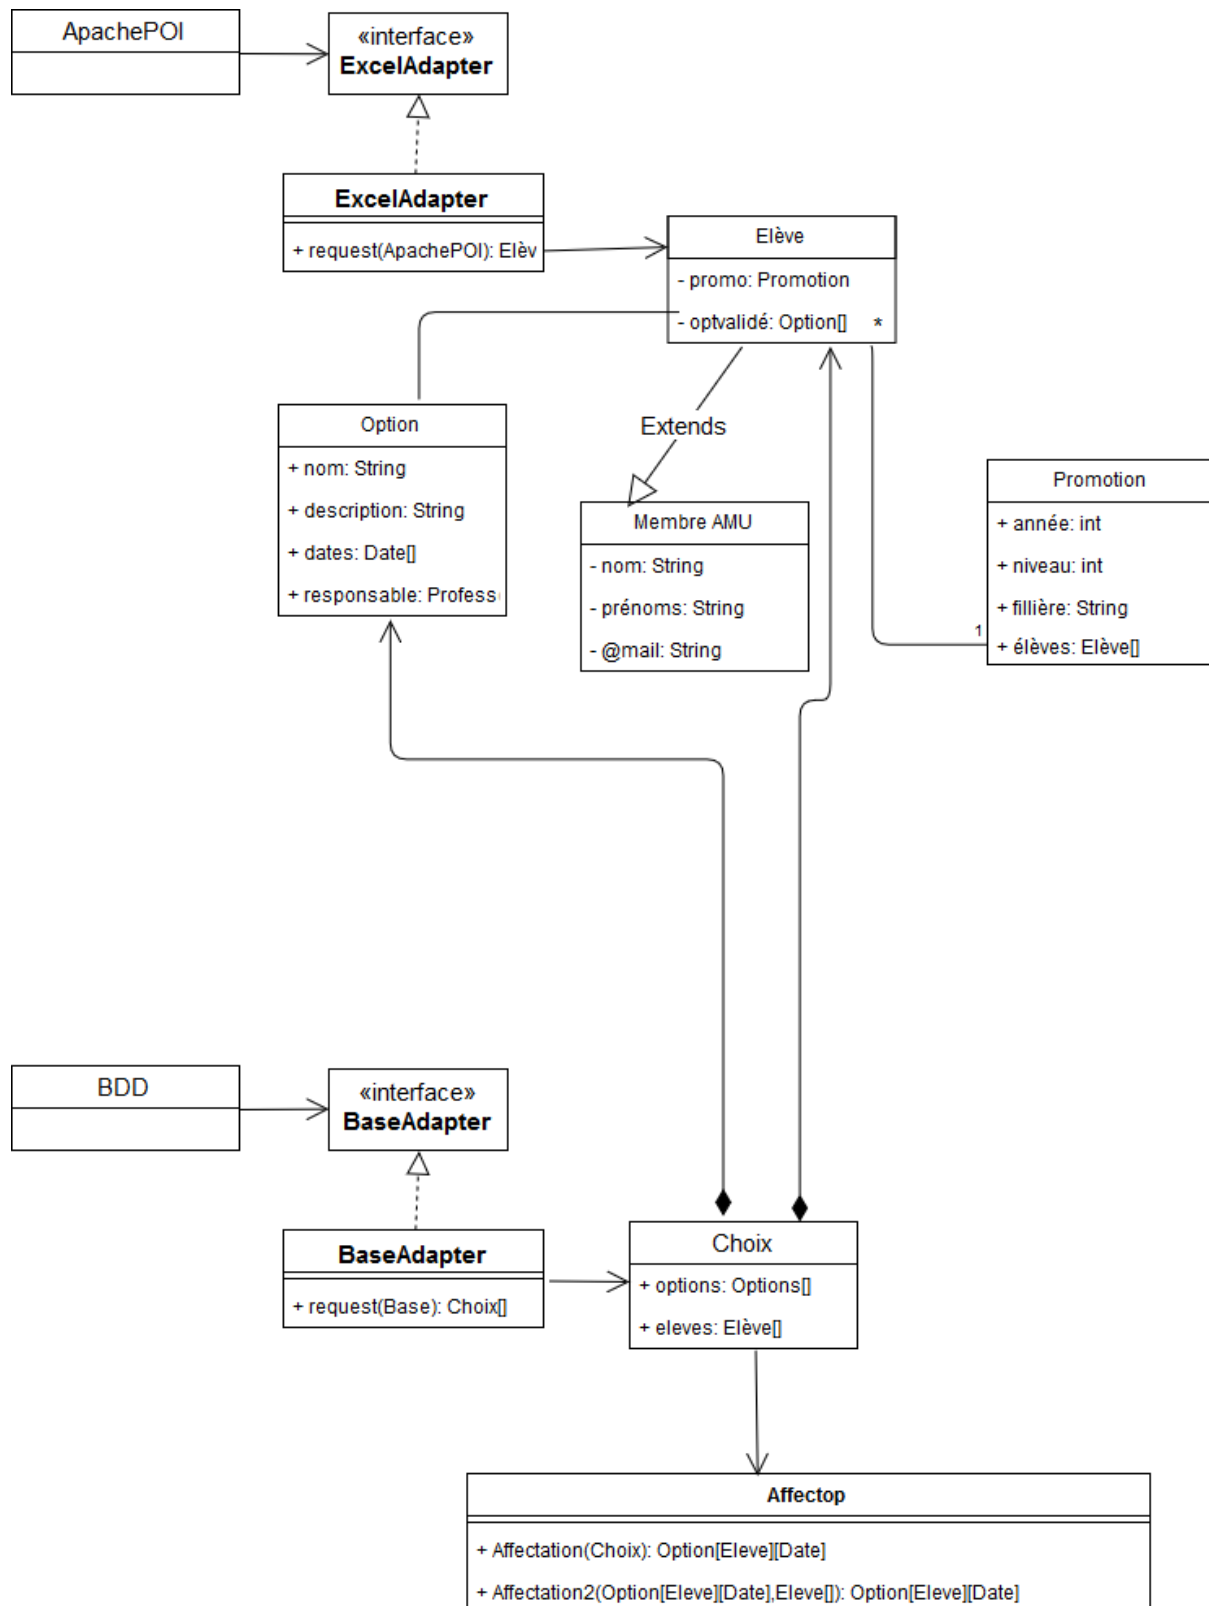 ApachePOI
«interface»
ExcelAdapter
ExcelAdapter
+ request(ApachePOI): Elèv
Elève
- promo: Promotion
- optvalidé: Option[]
*
Extends
Option
+ nom: String
+ description: String
+ dates: Date[]
+ responsable: Profess
Membre AMU
- nom: String
- prénoms: String
- @mail: String
Promotion
+ année: int
+ niveau: int
+ fillière: String
+ élèves: Elève[]
1
BDD
«interface»
BaseAdapter
BaseAdapter
+ request(Base): Choix[]
Choix
+ options: Options[]
+ eleves: Elève[]
Affectop
+ Affectation(Choix): Option[Eleve][Date]
+ Affectation2(Option[Eleve][Date],Eleve[]): Option[Eleve][Date]